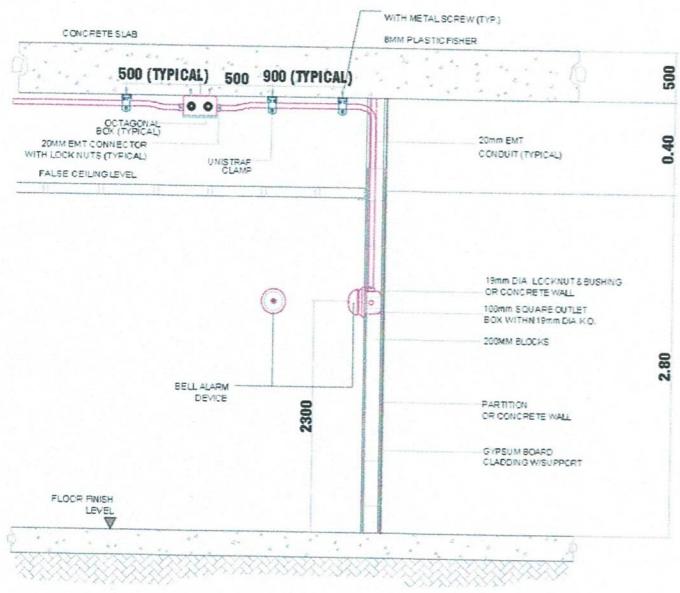 WITH METAL SCREW (TYP.)
CONCRETE SLAB
8MM PLASTIC FISHER
500 (TYPICAL)
500
900 (TYPICAL)
500
OCTAGONAL
BOX (TYPICAL)
20MM EMT CONNECTOR
WITH LOCK NUTS (TYPICAL)
UNISTRAP
CLAMP
20mm EMT
CONDUIT (TYPICAL)
0.40
FALSE CEILING LEVEL
19mm DIA. LOCKNUT & BUSHING
OR CONCRETE WALL
100mm SQUARE OUTLET
BOX WITHIN 19mm DIA. K.O.
200MM BLOCKS
2.80
BELL ALARM
DEVICE
2300
PARTITION
OR CONCRETE WALL
GYPSUM BOARD
CLADDING W/SUPPORT
FLOOR FINISH
LEVEL